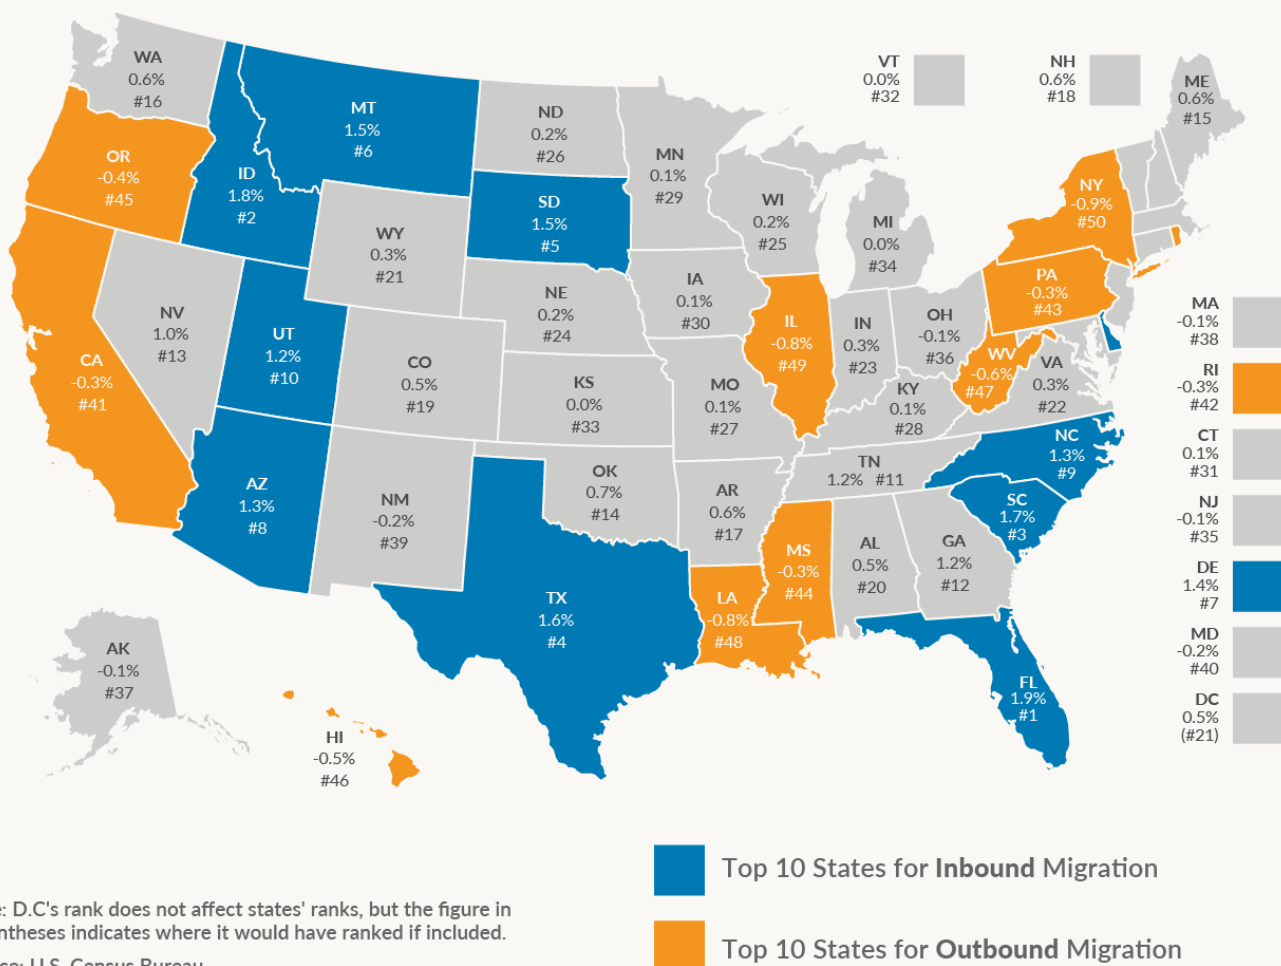 WA
0.6%
#16
OR
-0.4%
#45
CA
-0.3%
#41
ID
1.8%
#2
MT
1.5%
#6
WY
0.3%
#21
NV
1.0%
#13
UT
1.2%
#10
AZ
1.3%
#8
CO
0.5%
#19
NM
-0.2%
#39
ND
0.2%
#26
SD
1.5%
#5
NE
0.2%
#24
KS
0.0%
#33
OK
0.7%
#14
TX
1.6%
#4
MN
0.1%
#29
IA
0.1%
#30
MO
0.1%
#27
AR
0.6%
#17
LA
-0.8%
#48
WI
0.2%
#25
IL
-0.8%
#49
MS
-0.3%
#44
MI
0.0%
#34
IN
0.3%
#23
OH
-0.1%
#36
KY
0.1%
#28
TN
1.2% #11
AL
0.5%
#20
GA
1.2%
#12
FL
1.9%
#1
SC
1.7%
#3
NC
1.3%
#9
VA
0.3%
#22
WV
-0.6%
#47
PA
-0.3%
#43
NY
-0.9%
#50
VT
0.0%
#32
NH
0.6%
#18
ME
0.6%
#15
MA
-0.1%
#38
RI
-0.3%
#42
CT
0.1%
#31
NJ
-0.1%
#35
DE
1.4%
#7
MD
-0.2%
#40
DC
0.5%
(#21)
AK
-0.1%
#37
HI
-0.5%
#46
Top 10 States for Inbound Migration
Top 10 States for Outbound Migration
: D.C's rank does not affect states' ranks, but the figure in
ntheses indicates where it would have ranked if included.
U.S. Census Bureau